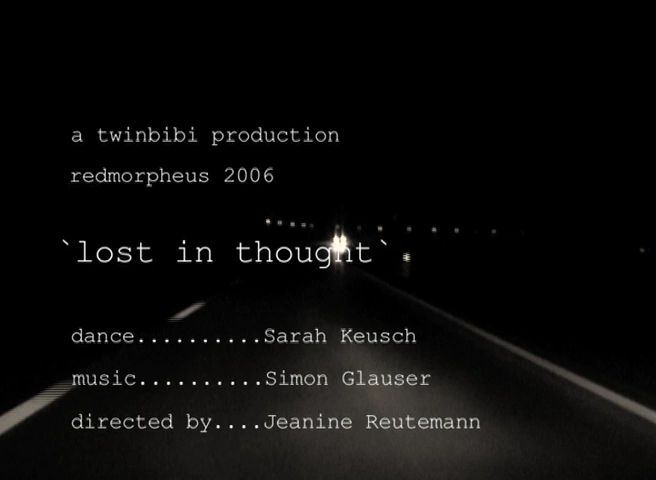 a twinbibi production
redmorpheus 2006
`lost in thought`
dance..........Sarah Keusch
music..........Simon Glauser
directed by....Jeanine Reutemann